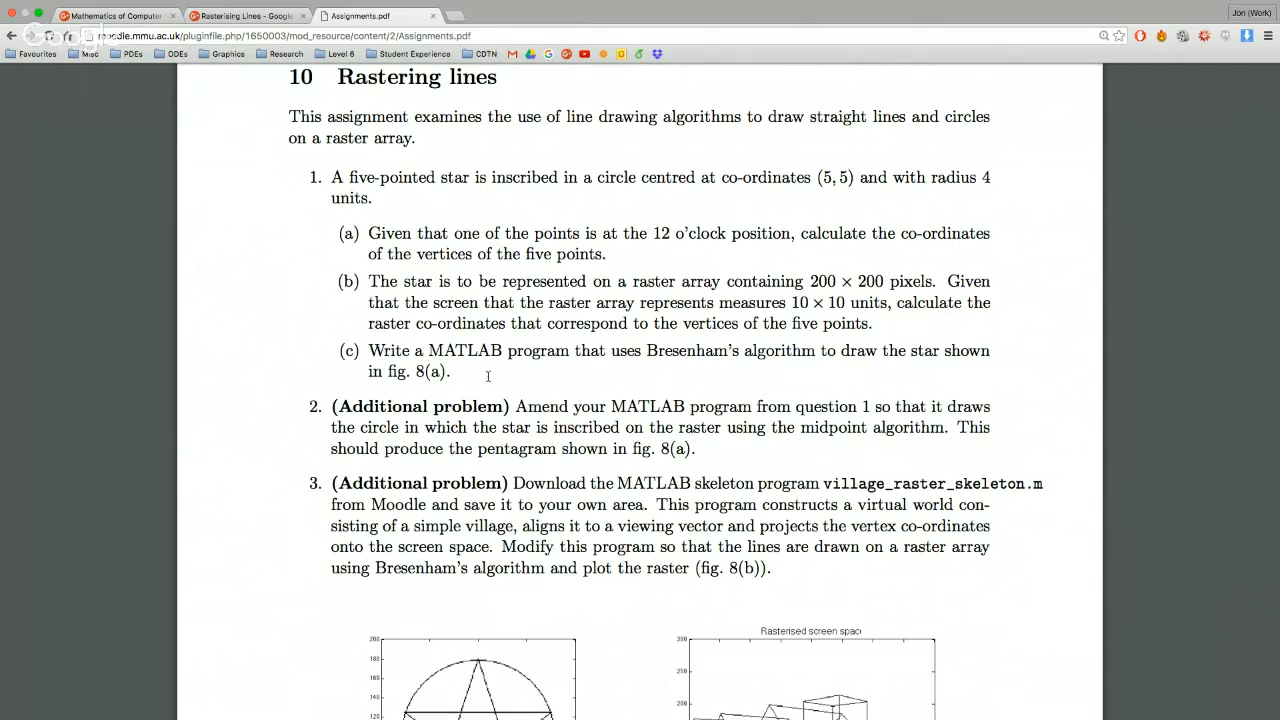 Mathematics of Computer
Rasterising Lines - Google
Assignments.pdf
Jon (Work)
Google
moodle.mmu.ac.uk/pluginfile.php/1650003/mod_resource/content/2/Assignments.pdf
Favourites Misc PDEs ODEs Graphics Research Level 6 Student Experience CDTN
10 Rastering lines
This assignment examines the use of line drawing algorithms to draw straight lines and circles
on a raster array.
1. A five-pointed star is inscribed in a circle centred at co-ordinates (5, 5) and with radius 4
units.
(a) Given that one of the points is at the 12 o'clock position, calculate the co-ordinates
of the vertices of the five points.
(b) The star is to be represented on a raster array containing 200 × 200 pixels. Given
that the screen that the raster array represents measures 10 × 10 units, calculate the
raster co-ordinates that correspond to the vertices of the five points.
(c) Write a MATLAB program that uses Bresenham's algorithm to draw the star shown
in fig. 8(a).
2. (Additional problem) Amend your MATLAB program from question 1 so that it draws
the circle in which the star is inscribed on the raster using the midpoint algorithm. This
should produce the pentagram shown in fig. 8(a).
3. (Additional problem) Download the MATLAB skeleton program village_raster_skeleton.m
from Moodle and save it to your own area. This program constructs a virtual world con-
sisting of a simple village, aligns it to a viewing vector and projects the vertex co-ordinates
onto the screen space. Modify this program so that the lines are drawn on a raster array
using Bresenham's algorithm and plot the raster (fig. 8(b)).
200
180
160
140
120
Rasterised screen space
300
250
200